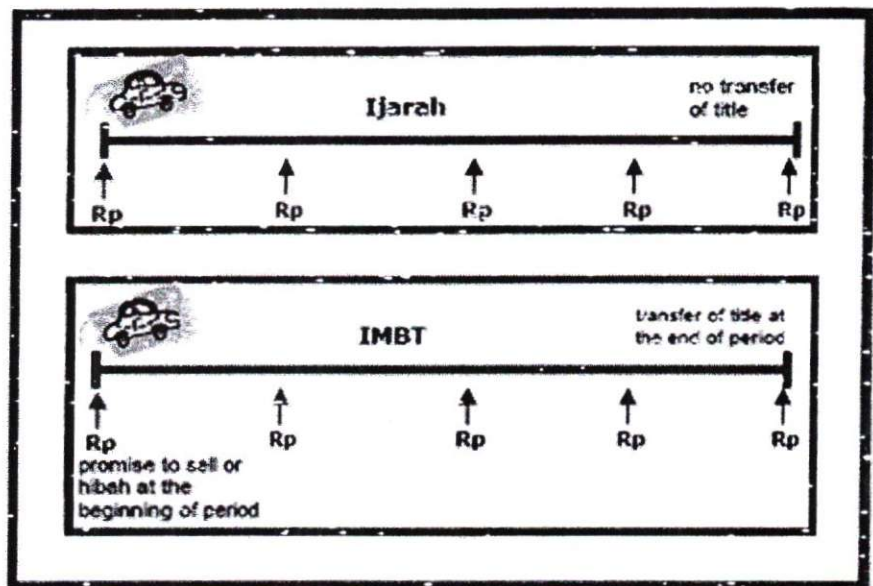 no transfer
of title
Ijarah
Rp Rp Rp Rp Rp
transfer of title at
the end of period
IMBT
Rp Rp Rp Rp Rp
promise to sell or
hibah at the
beginning of period